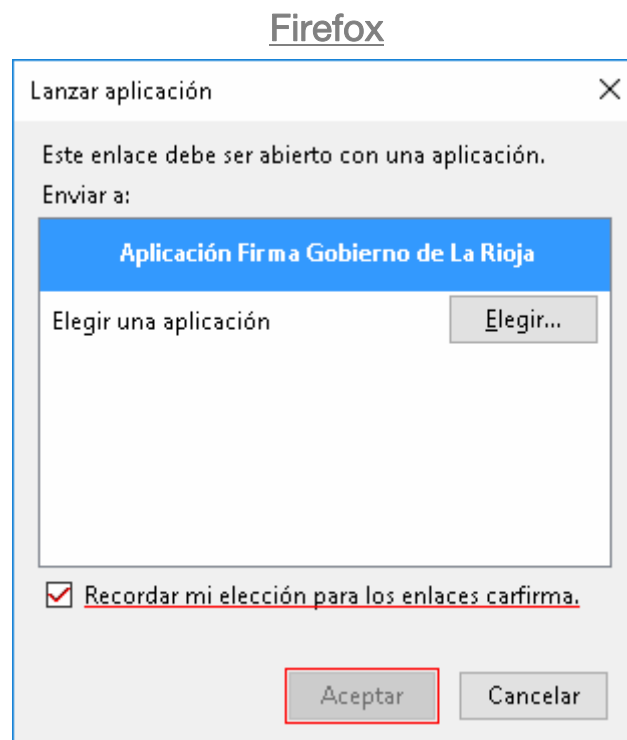 Firefox
Lanzar aplicación
Este enlace debe ser abierto con una aplicación.
Enviar a:
Aplicación Firma Gobierno de La Rioja
Elegir una aplicación
Elegir...
Recordar mi elección para los enlaces carfirma.
Aceptar
Cancelar